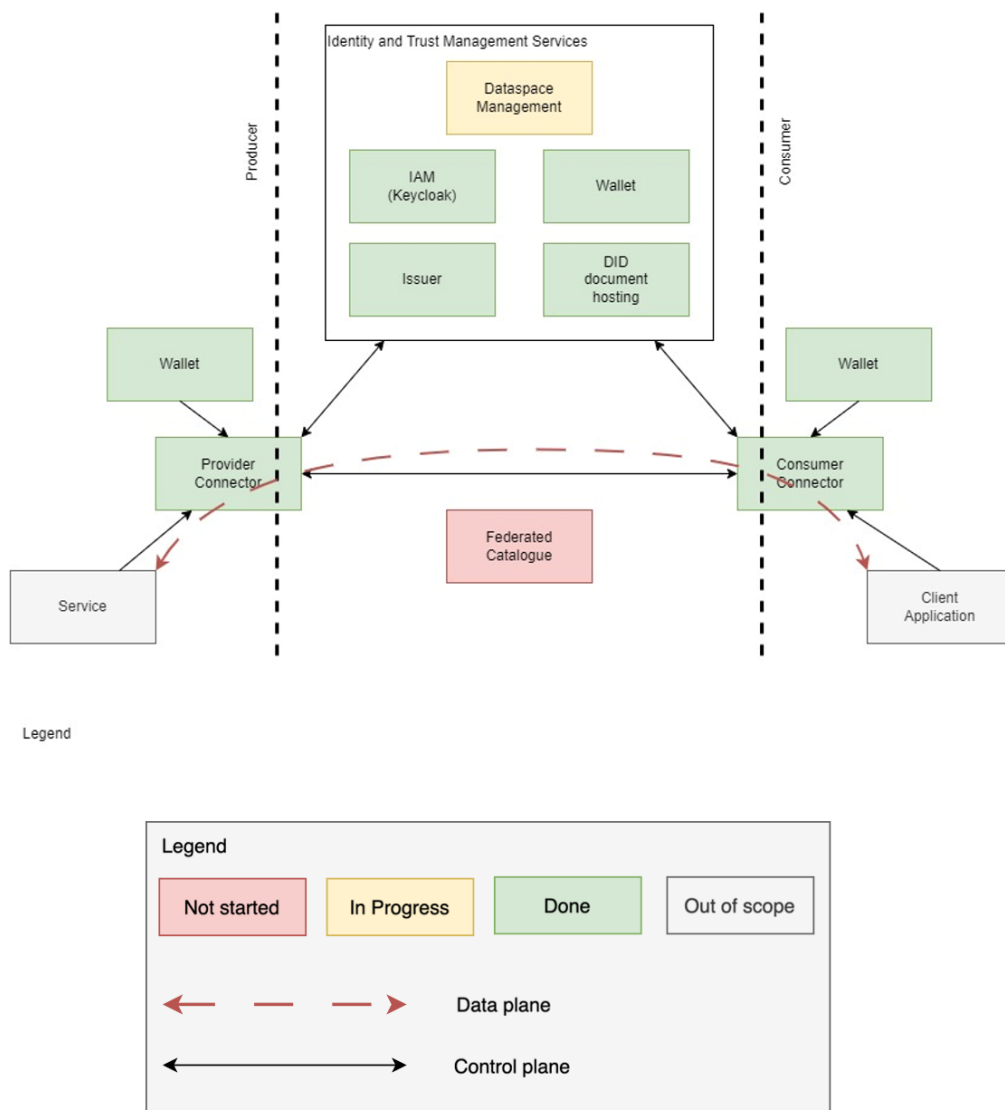 Identity and Trust Management Services
Dataspace
Management
Producer
Consumer
IAM
(Keycloak)
Wallet
Issuer
DID
document
hosting
Wallet
Wallet
Provider
Connector
Consumer
Connector
Federated
Catalogue
Service
Client
Application
Legend
Legend
Not started
In Progress
Done
Out of scope
Data plane
Control plane